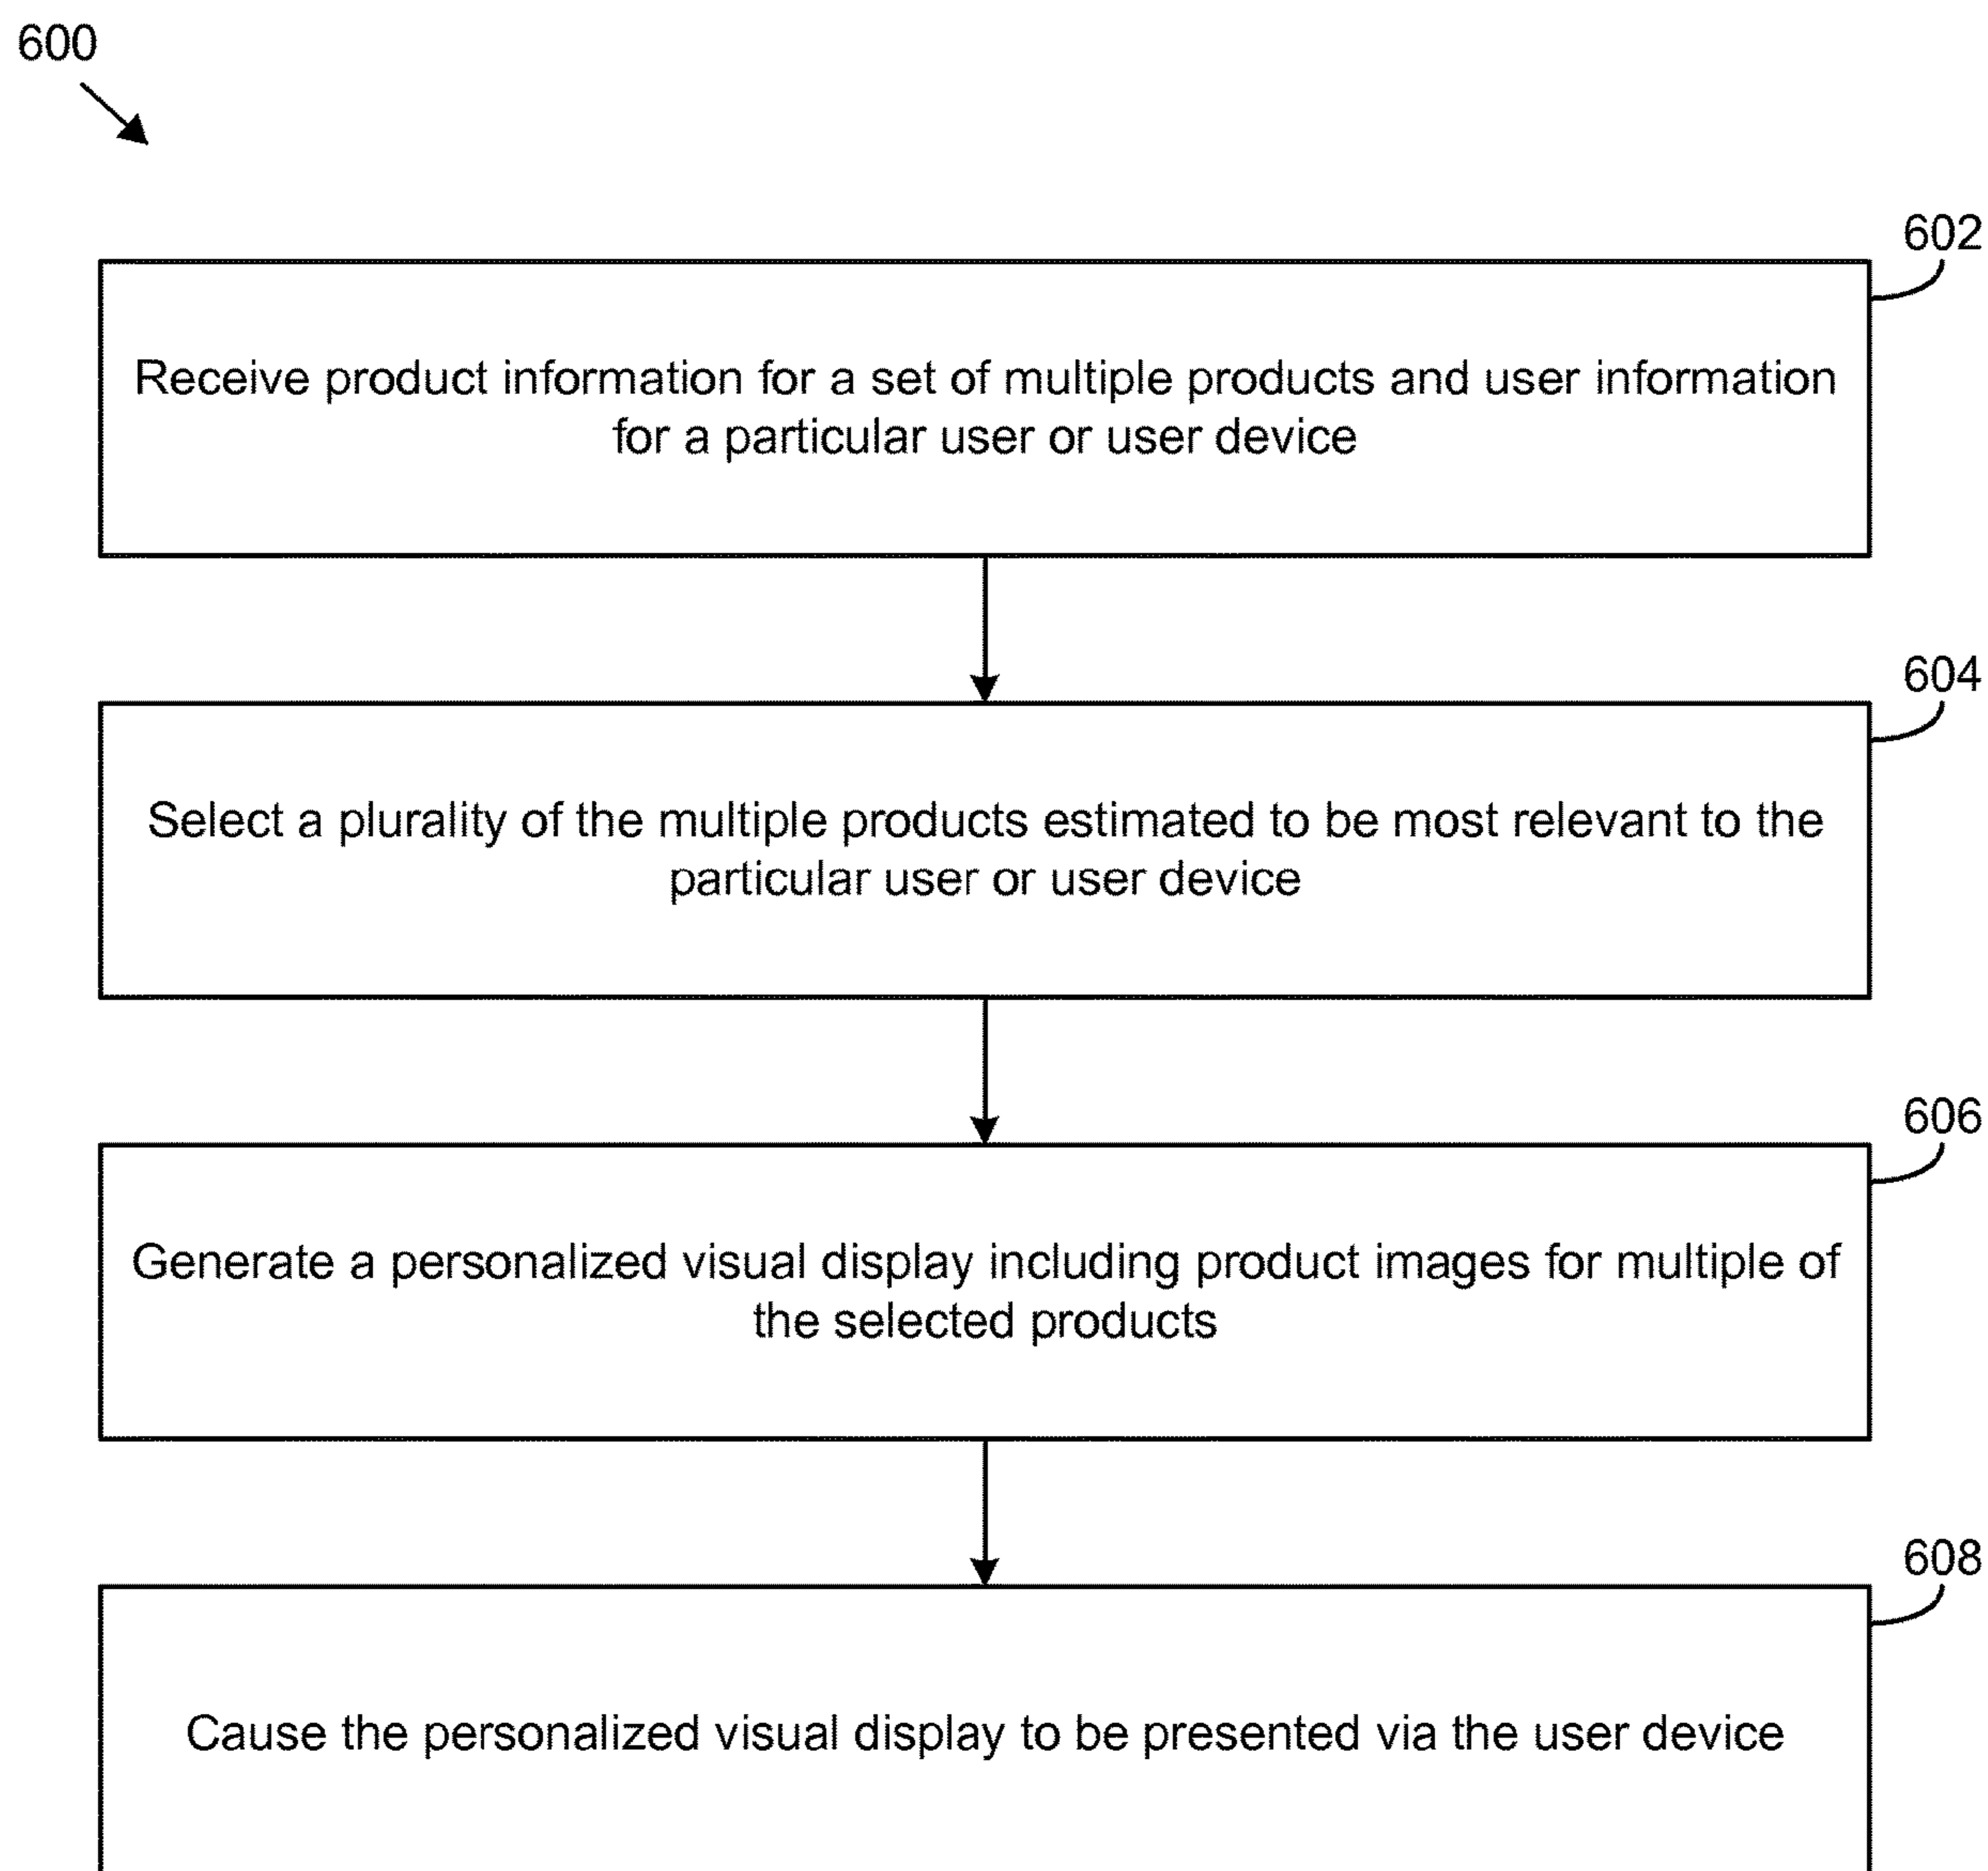 600
602
Receive product information for a set of multiple products and user information
for a particular user or user device
604
Select a plurality of the multiple products estimated to be most relevant to the
particular user or user device
606
Generate a personalized visual display including product images for multiple of
the selected products
608
Cause the personalized visual display to be presented via the user device